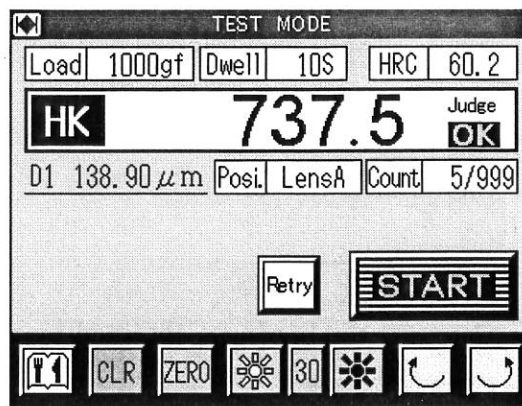 TEST MODE
Load 1000gf Dwell 10S HRC 60.2
HK 737.5 Judge OK
D1 138.90 μm Posi. LensA Count 5/999
Retry START
CLR ZERO 30